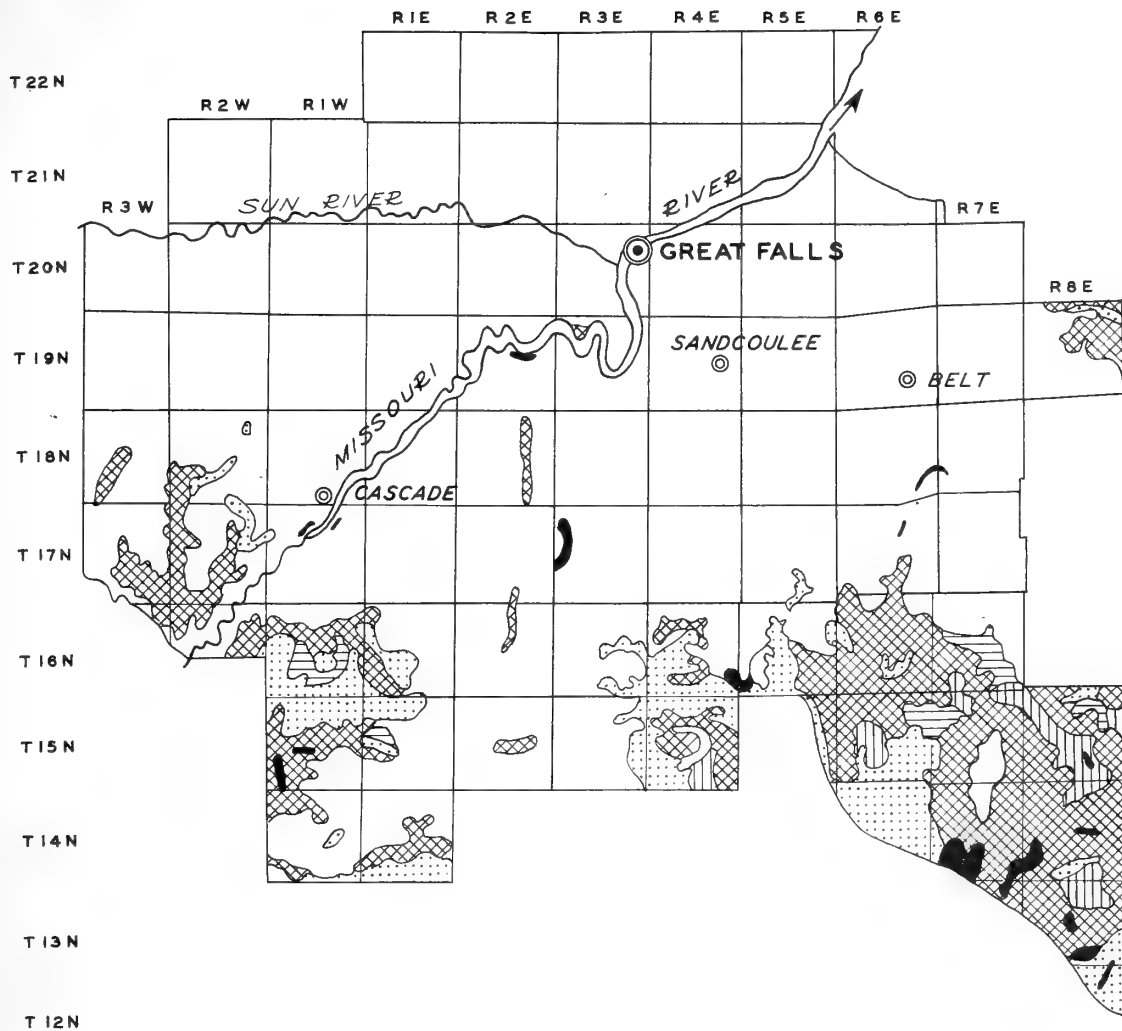 R1E R2E R3E R4E R5E R6E
T22N
R2W R1W
T21N
R3W SUN RIVER RIVER R7E
GREAT FALLS
T20N
R8E
SANDCOULEE
T19N
BELT
MISSOURI
T18N
CASCADE
T17N
T16N
T15N
T14N
T13N
T12N